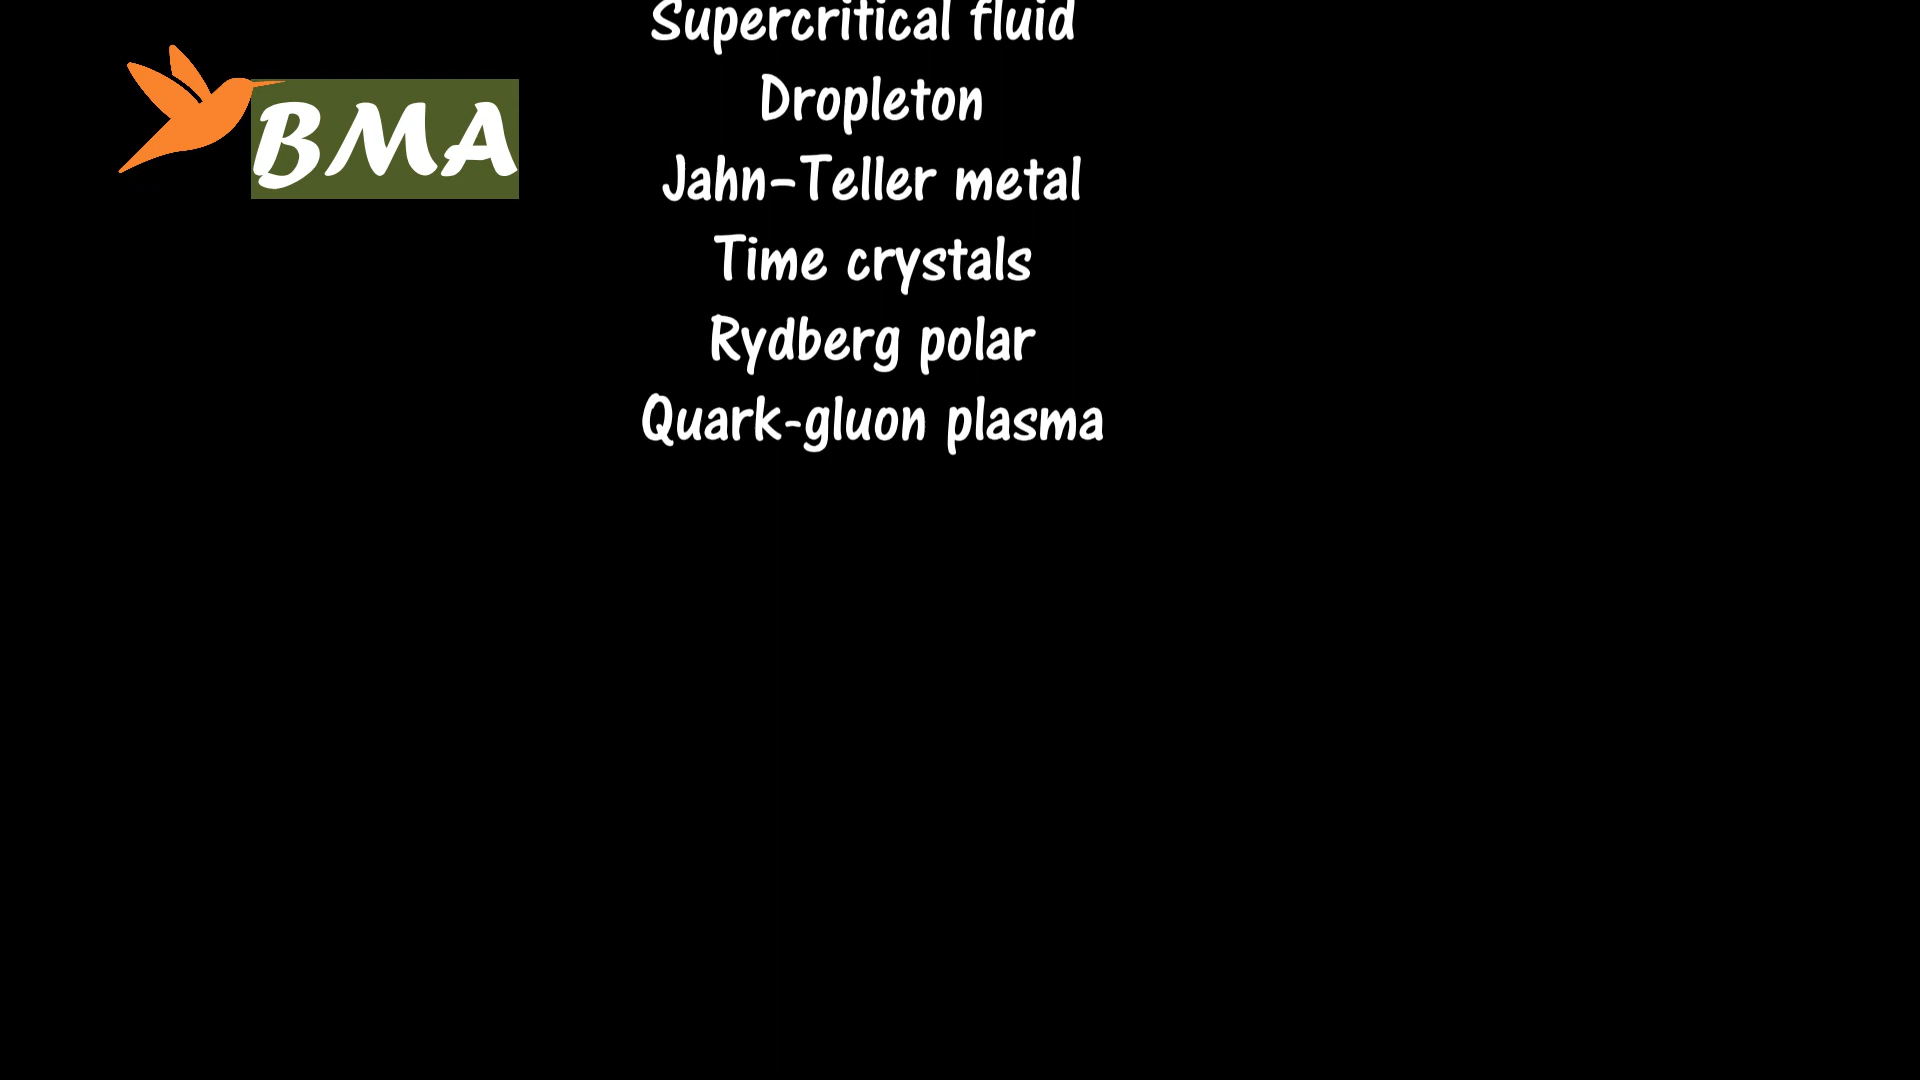 Supercritical fluid
BMA
Dropleton
Jahn–Teller metal
Time crystals
Rydberg polar
Quark-gluon plasma